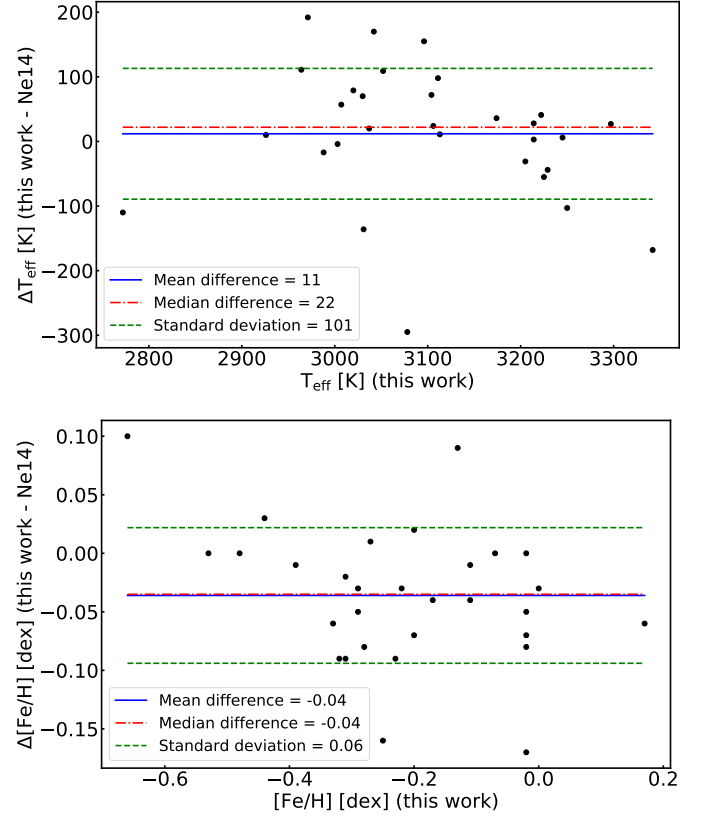 200
100
0
−100
−200
−300
ΔTeff [K] (this work - Ne14)
Mean difference = 11
Median difference = 22
Standard deviation = 101
2800 2900 3000 3100 3200 3300
Teff [K] (this work)
0.10
0.05
0.00
−0.05
−0.10
−0.15
Δ[Fe/H] [dex] (this work - Ne14)
Mean difference = -0.04
Median difference = -0.04
Standard deviation = 0.06
−0.6 −0.4 −0.2 0.0 0.2
[Fe/H] [dex] (this work)